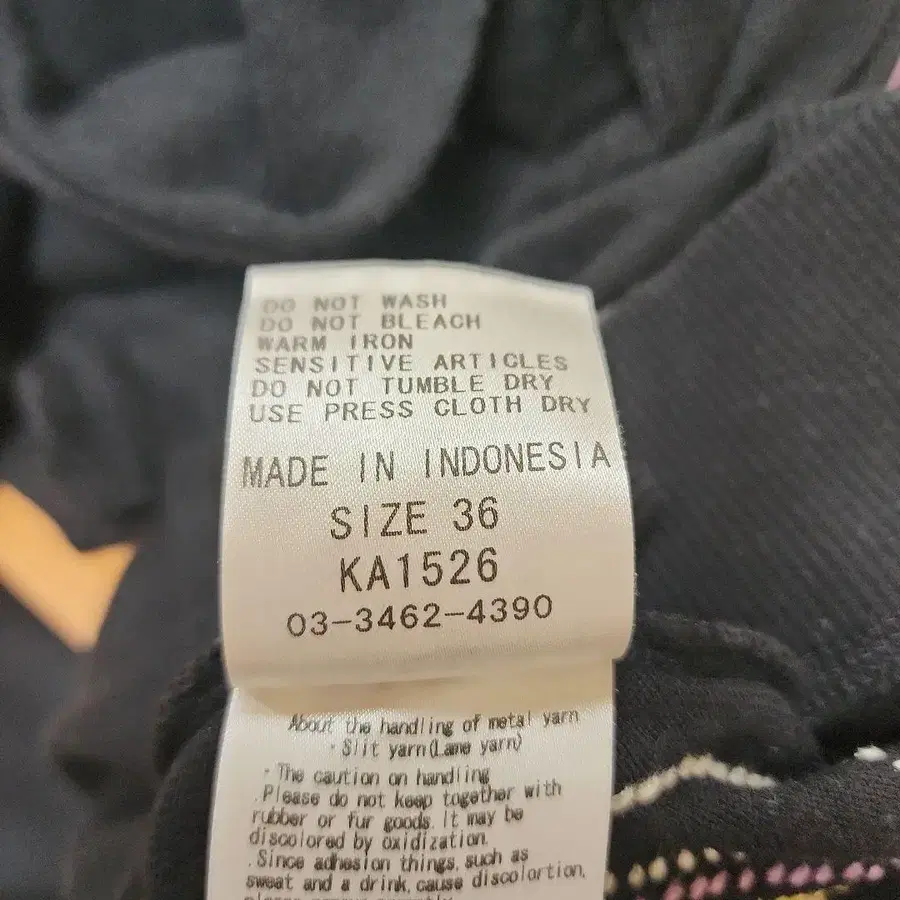 DO NOT WASH
DO NOT BLEACH
WARM IRON
SENSITIVE ARTICLES
DO NOT TUMBLE DRY
USE PRESS CLOTH DRY
MADE IN INDONESIA
SIZE 36
KA1526
03-3462-4390
About the handling of metal yarn
・Slit yarn(Lame yarn)
・The caution on handling
.Please do not keep together with
rubber or fur goods. It may be
discolored by oxidization.
.Since adhesion things, such as
sweat and a drink, cause discolortion,
please